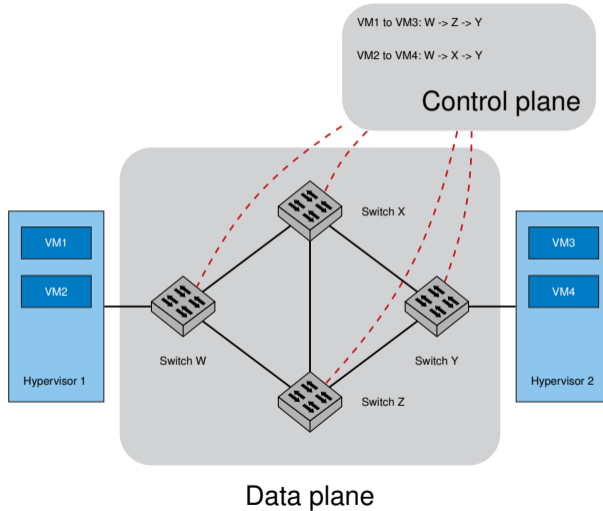 VM1 to VM3: W -> Z -> Y
VM2 to VM4: W -> X -> Y
Control plane
Switch X
VM1
VM3
VM2
VM4
Switch W
Switch Y
Hypervisor 1
Hypervisor 2
Switch Z
Data plane